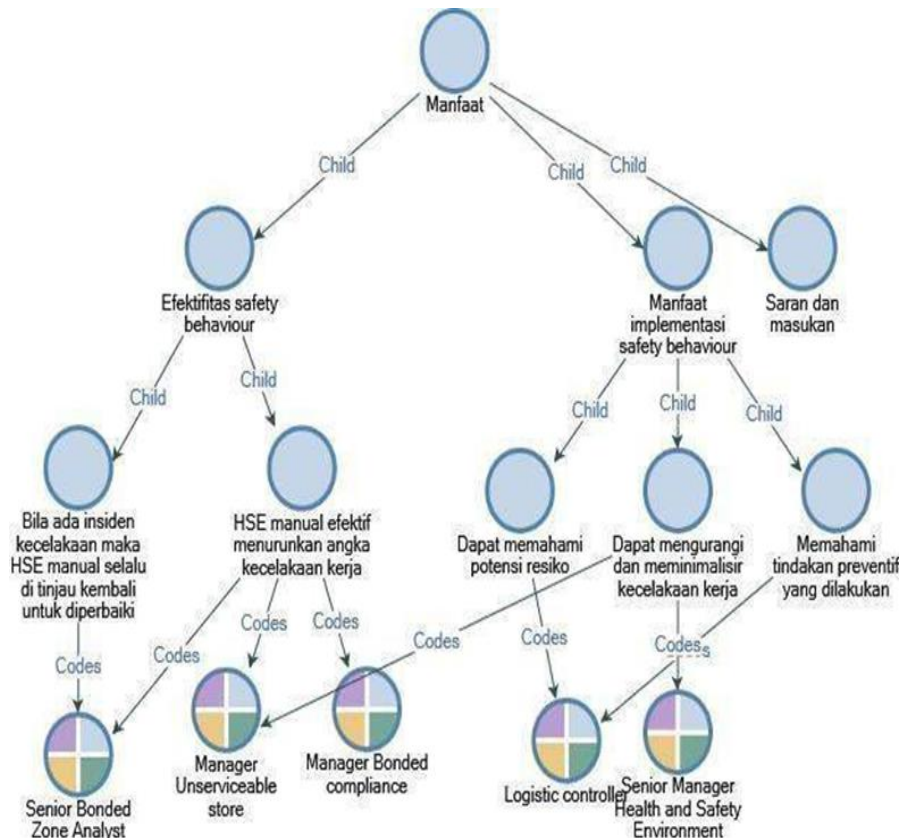 Manfaat
Child
Child
Child
Efektifitas safety
behaviour
Manfaat
implementasi
safety behaviour
Saran dan
masukan
Child
Child
Child
Child
Child
Bila ada insiden
kecelakaan maka
HSE manual selalu
di tinjau kembali
untuk diperbaiki
HSE manual efektif
menurunkan angka
kecelakaan kerja
Dapat memahami
potensi resiko
Dapat mengurangi
dan meminimalisir
kecelakaan kerja
Memahami
tindakan preventif
yang dilakukan
Codes
Codes
Codes
Codes
Codes
Codes
Codes
Senior Bonded
Zone Analyst
Manager
Unserviceable
store
Manager Bonded
compliance
Logistic controller
Senior Manager
Health and Safety
Environment